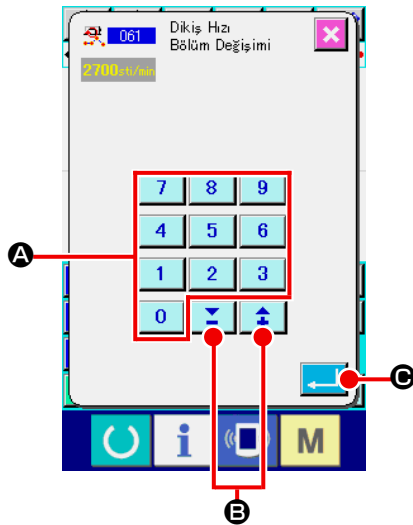 061 Dikiş Hızı
Bölüm Değişimi
2700sti/min
7 8 9
A
4 5 6
1 2 3
0
C
i M
B